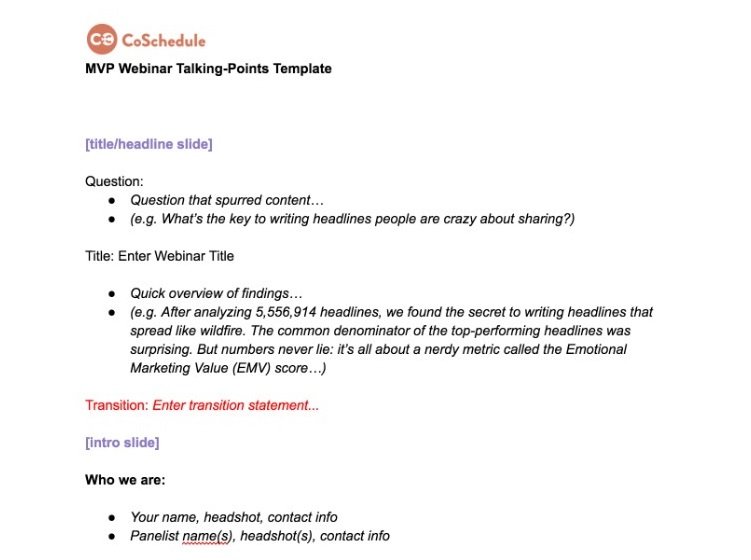 CoSchedule
MVP Webinar Talking-Points Template
[title/headline slide]
Question:
● Question that spurred content…
● (e.g. What’s the key to writing headlines people are crazy about sharing?)
Title: Enter Webinar Title
● Quick overview of findings…
● (e.g. After analyzing 5,556,914 headlines, we found the secret to writing headlines that
spread like wildfire. The common denominator of the top-performing headlines was
surprising. But numbers never lie: it’s all about a nerdy metric called the Emotional
Marketing Value (EMV) score…)
Transition: Enter transition statement...
[intro slide]
Who we are:
● Your name, headshot, contact info
● Panelist name(s), headshot(s), contact info